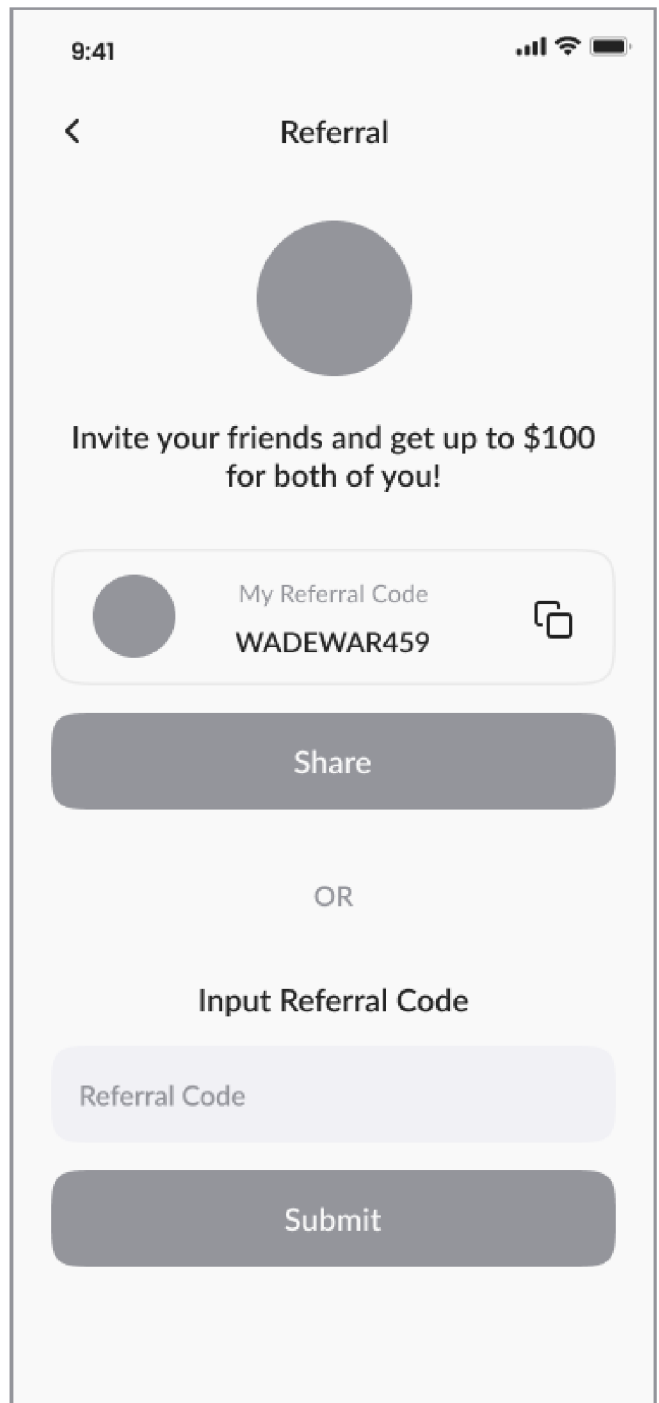 9:41
Referral
Invite your friends and get up to $100
for both of you!
My Referral Code
WADEWAR459
Share
OR
Input Referral Code
Referral Code
Submit